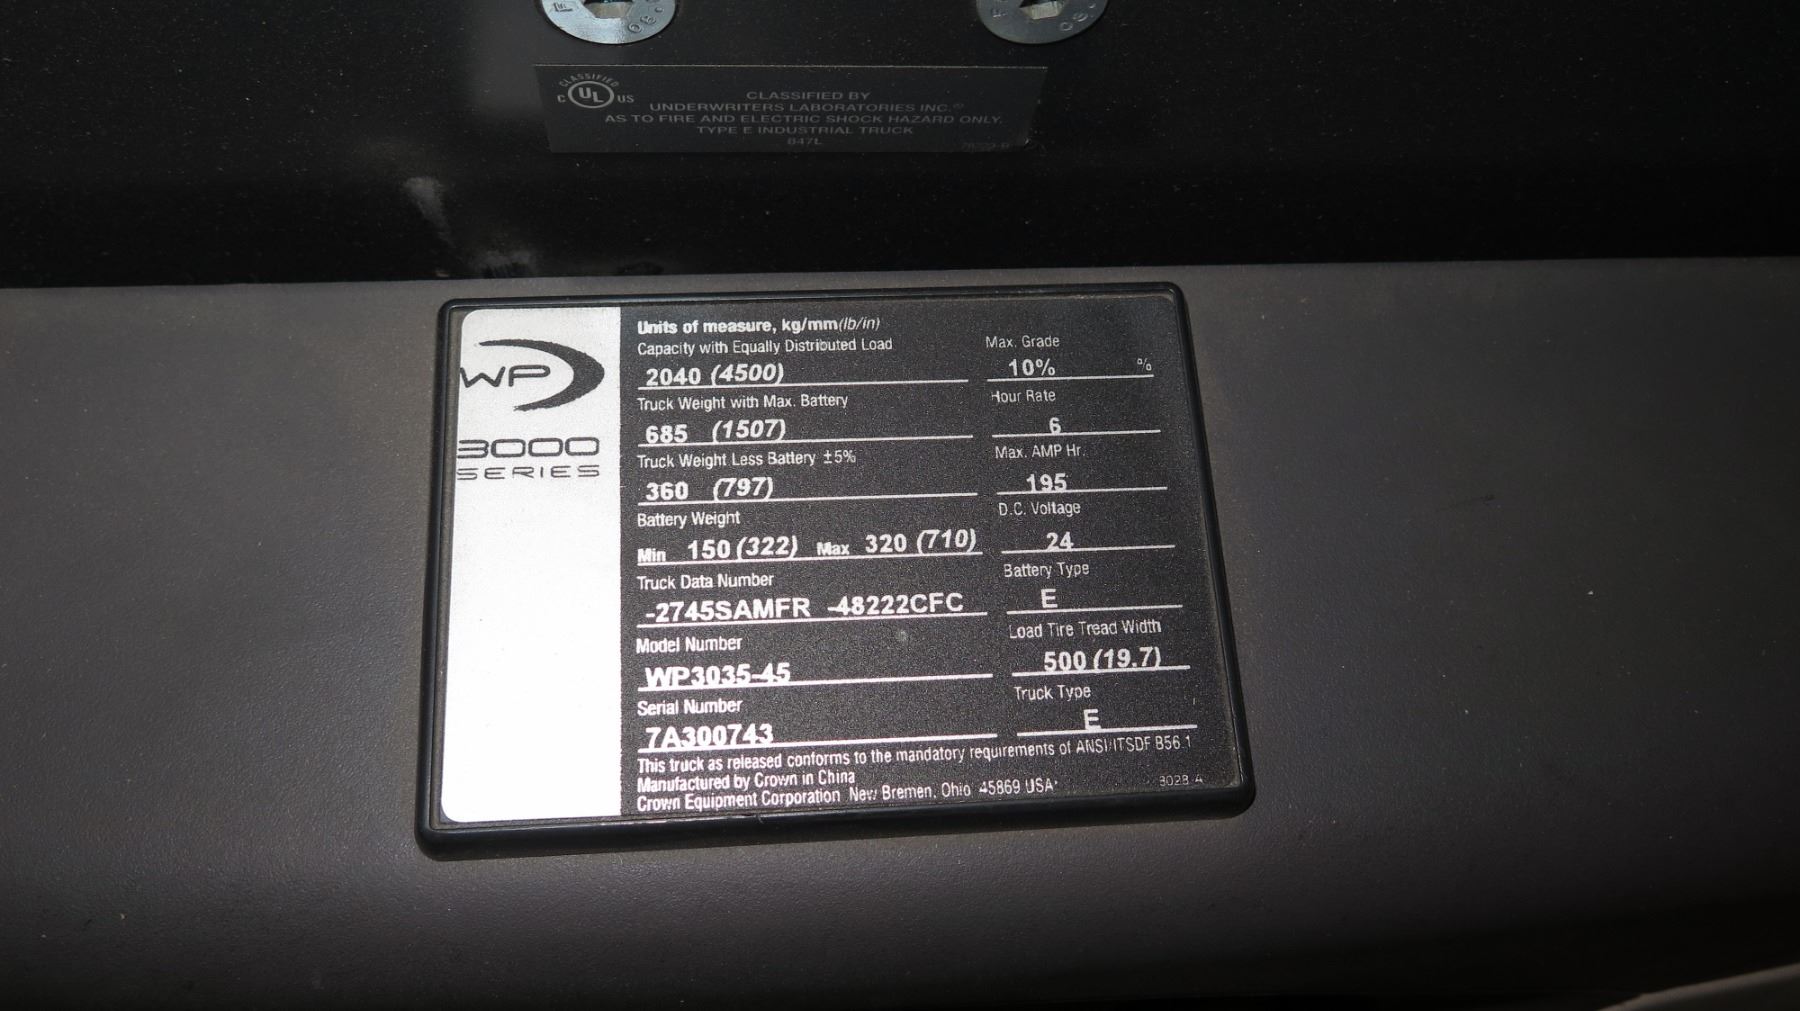 CLASSIFIED
C UL US
CLASSIFIED BY
UNDERWRITERS LABORATORIES INC.®
AS TO FIRE AND ELECTRIC SHOCK HAZARD ONLY.
TYPE E INDUSTRIAL TRUCK
847L
WP
3000
SERIES
Units of measure, kg/mm(lb/in)
Capacity with Equally Distributed Load
2040 (4500)
Truck Weight with Max. Battery
685 (1507)
Truck Weight Less Battery ±5%
360 (797)
Battery Weight
Min 150 (322) Max 320 (710)
Truck Data Number
-2745SAMFR -48222CFC
Model Number
WP3035-45
Serial Number
7A300743
Max. Grade
10% %
Hour Rate
6
Max. AMP Hr.
195
D.C. Voltage
24
Battery Type
E
Load Tire Tread Width
500 (19.7)
Truck Type
E
This truck as released conforms to the mandatory requirements of ANSI/ITSDF B56.1
Manufactured by Crown in China
Crown Equipment Corporation New Bremen, Ohio 45869 USA